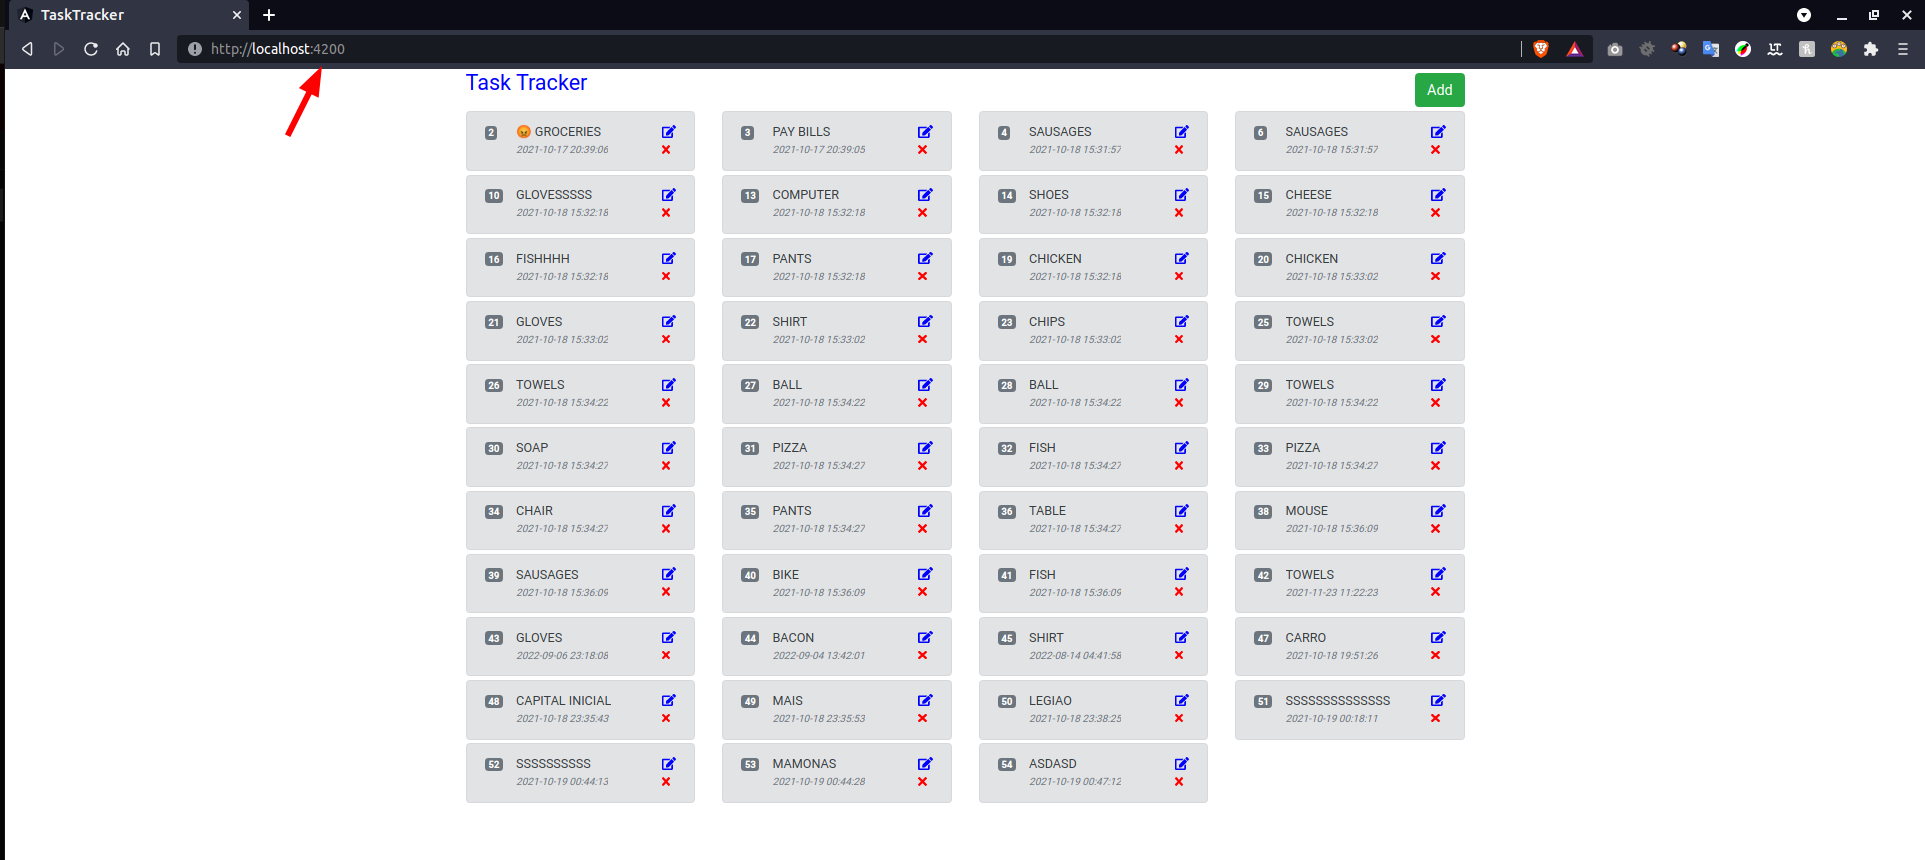 TaskTracker
http://localhost:4200
Task Tracker
Add
2 😡 GROCERIES
2021-10-17 20:39:06
3 PAY BILLS
2021-10-17 20:39:05
4 SAUSAGES
2021-10-18 15:31:57
6 SAUSAGES
2021-10-18 15:31:57
10 GLOVESSSSS
2021-10-18 15:32:18
13 COMPUTER
2021-10-18 15:32:18
14 SHOES
2021-10-18 15:32:18
15 CHEESE
2021-10-18 15:32:18
16 FISHHHH
2021-10-18 15:32:18
17 PANTS
2021-10-18 15:32:18
19 CHICKEN
2021-10-18 15:32:18
20 CHICKEN
2021-10-18 15:33:02
21 GLOVES
2021-10-18 15:33:02
22 SHIRT
2021-10-18 15:33:02
23 CHIPS
2021-10-18 15:33:02
25 TOWELS
2021-10-18 15:33:02
26 TOWELS
2021-10-18 15:34:22
27 BALL
2021-10-18 15:34:22
28 BALL
2021-10-18 15:34:22
29 TOWELS
2021-10-18 15:34:22
30 SOAP
2021-10-18 15:34:27
31 PIZZA
2021-10-18 15:34:27
32 FISH
2021-10-18 15:34:27
33 PIZZA
2021-10-18 15:34:27
34 CHAIR
2021-10-18 15:34:27
35 PANTS
2021-10-18 15:34:27
36 TABLE
2021-10-18 15:34:27
38 MOUSE
2021-10-18 15:36:09
39 SAUSAGES
2021-10-18 15:36:09
40 BIKE
2021-10-18 15:36:09
41 FISH
2021-10-18 15:36:09
42 TOWELS
2021-11-23 11:22:23
43 GLOVES
2022-09-06 23:18:08
44 BACON
2022-09-04 13:42:01
45 SHIRT
2022-08-14 04:41:58
47 CARRO
2021-10-18 19:51:26
48 CAPITAL INICIAL
2021-10-18 23:35:43
49 MAIS
2021-10-18 23:35:53
50 LEGIAO
2021-10-18 23:38:25
51 SSSSSSSSSSSSSS
2021-10-19 00:18:11
52 SSSSSSSSSS
2021-10-19 00:44:13
53 MAMONAS
2021-10-19 00:44:28
54 ASDASD
2021-10-19 00:47:12